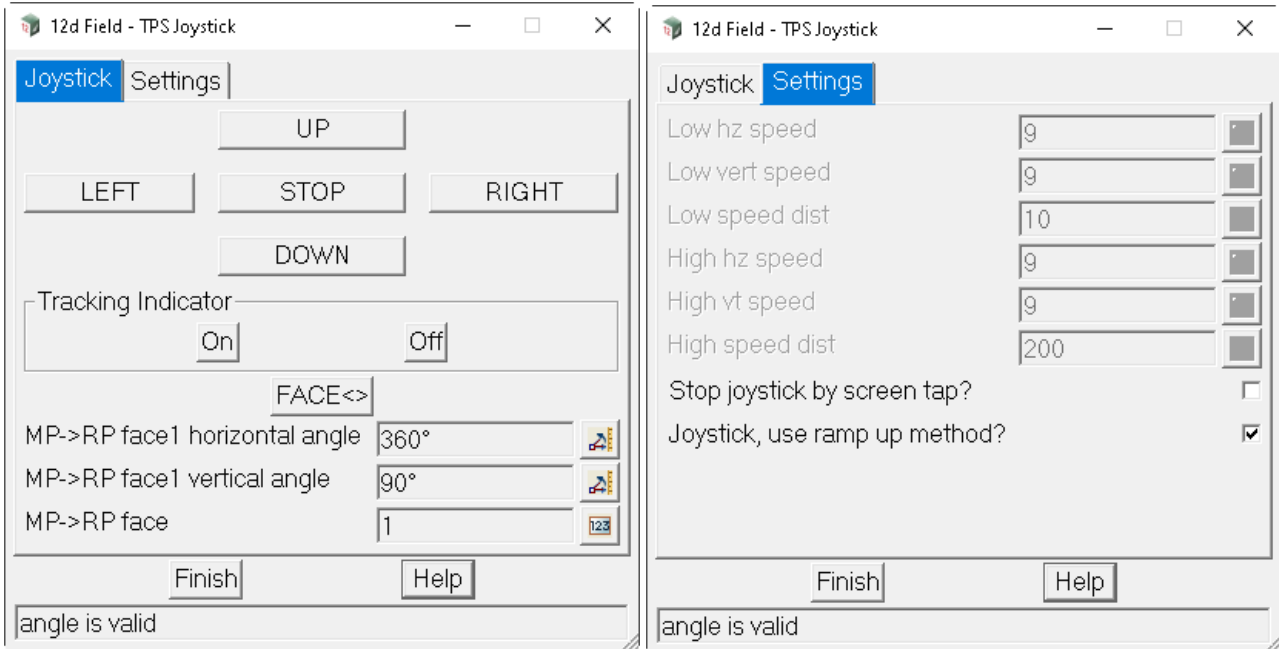 12d Field - TPS Joystick
Joystick Settings
UP
LEFT STOP RIGHT
DOWN
Tracking Indicator
On Off
FACE<>
MP->RP face1 horizontal angle 360°
MP->RP face1 vertical angle 90°
MP->RP face 1 123
Finish Help
angle is valid
12d Field - TPS Joystick
Joystick Settings
Low hz speed 9
Low vert speed 9
Low speed dist 10
High hz speed 9
High vt speed 9
High speed dist 200
Stop joystick by screen tap?
Joystick, use ramp up method?
Finish Help
angle is valid